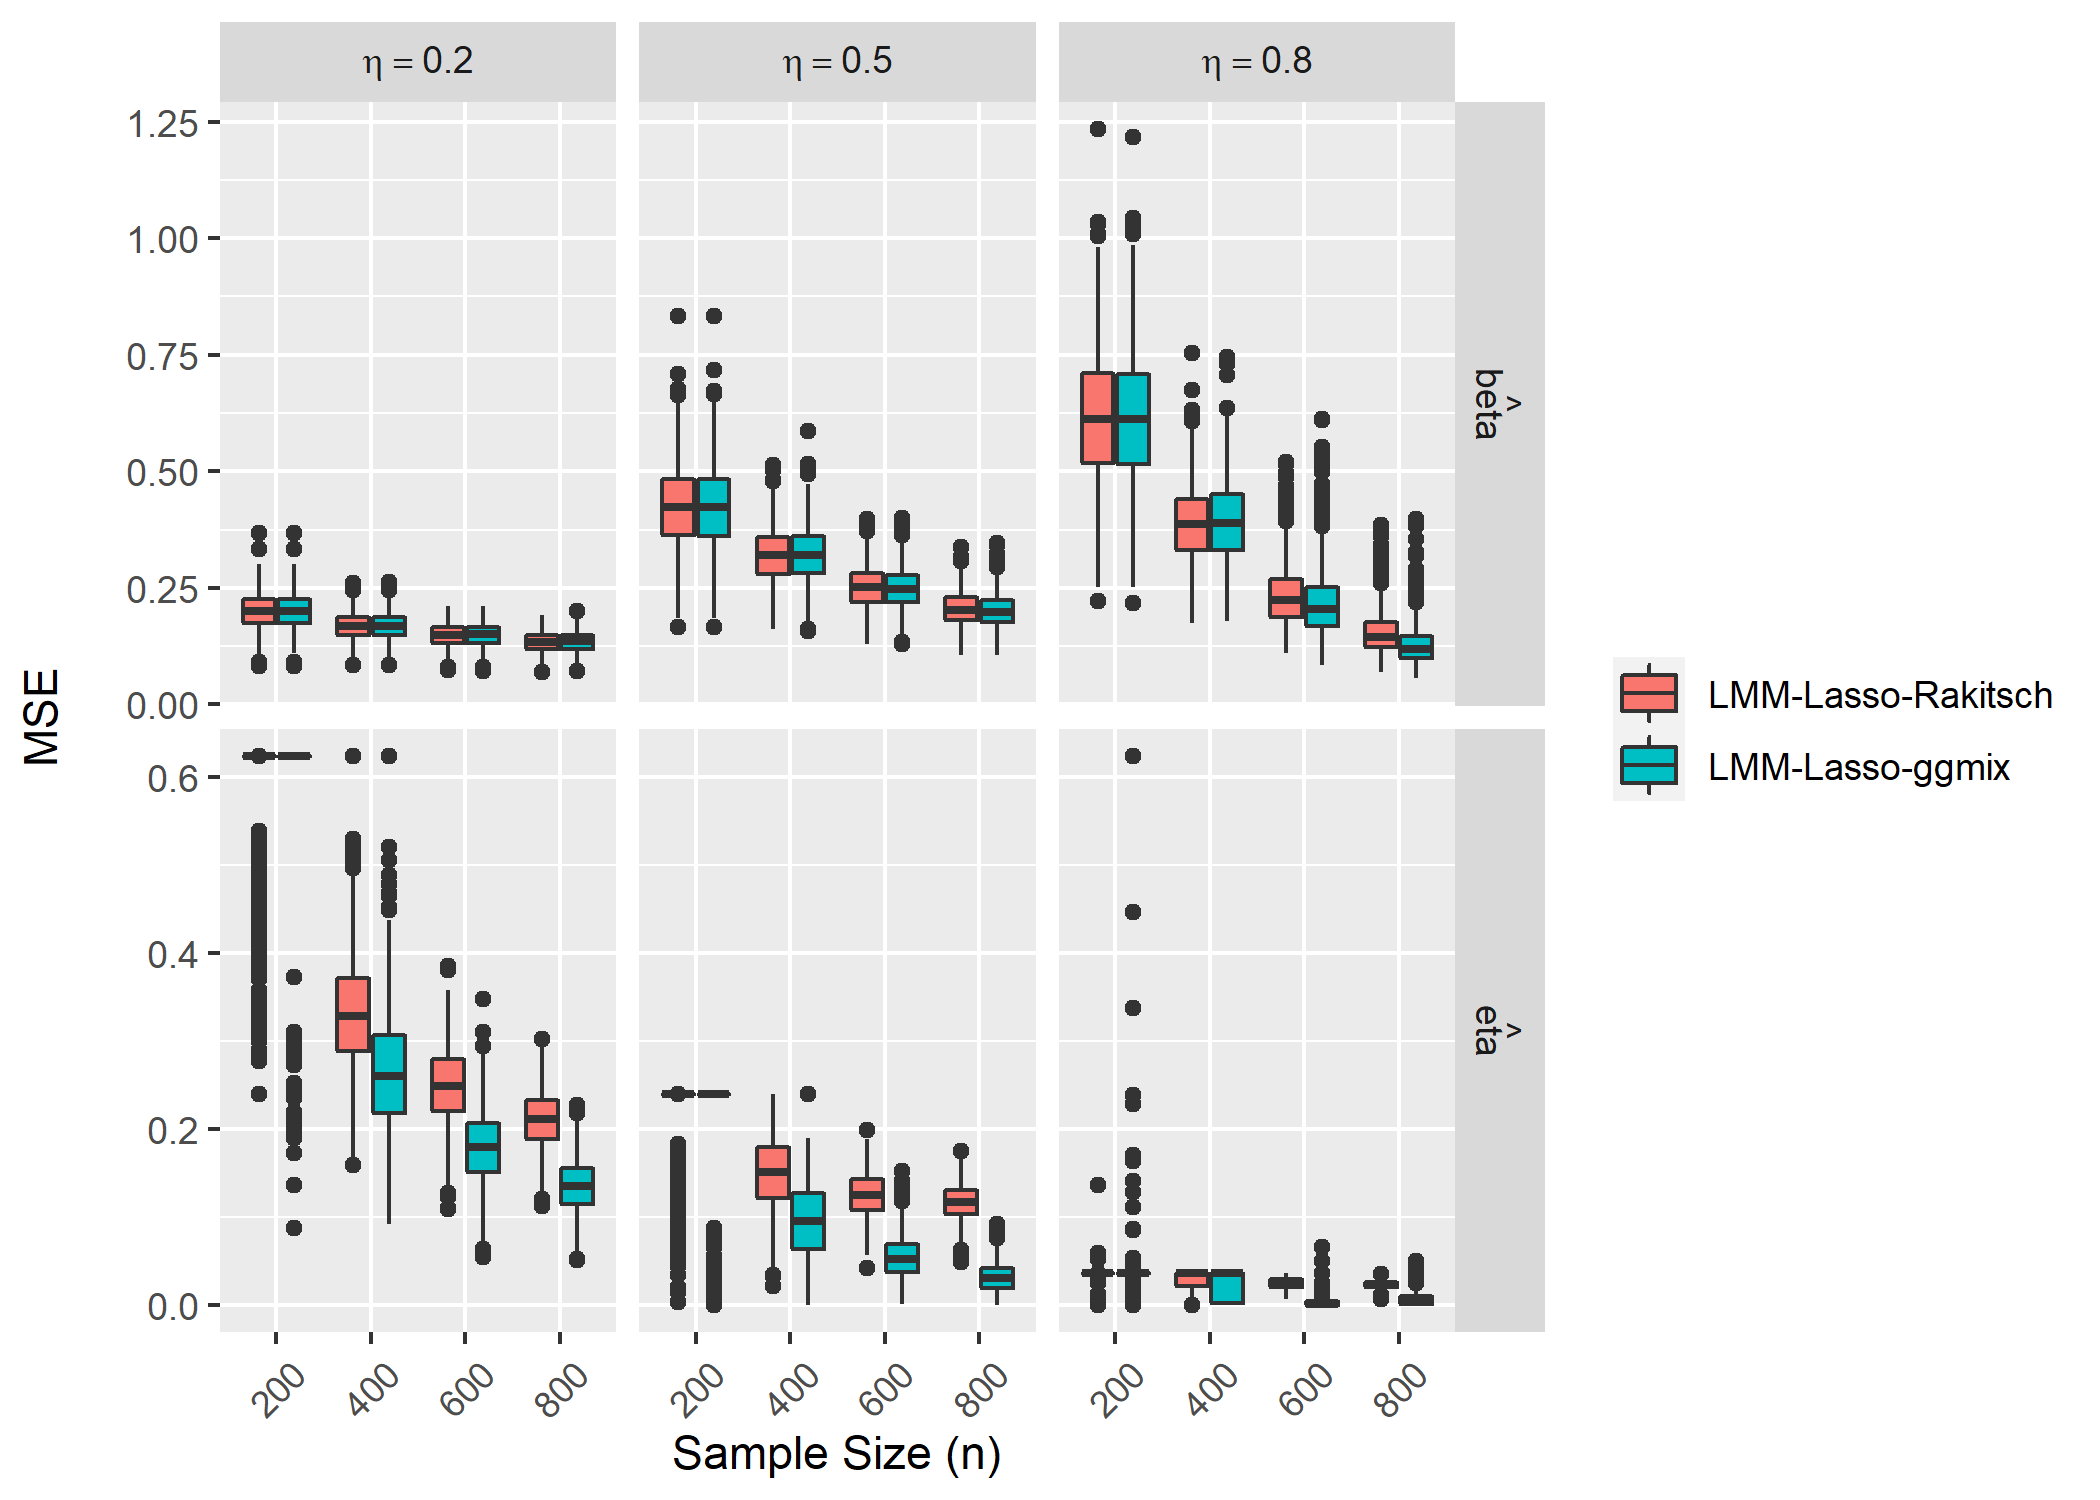 η = 0.2
η = 0.5
η = 0.8
1.25
1.00
0.75
0.50
0.25
0.00
^
beta
MSE
LMM-Lasso-Rakitsch
LMM-Lasso-ggmix
0.6
0.4
0.2
0.0
^
eta
200 400 600 800
200 400 600 800
200 400 600 800
Sample Size (n)